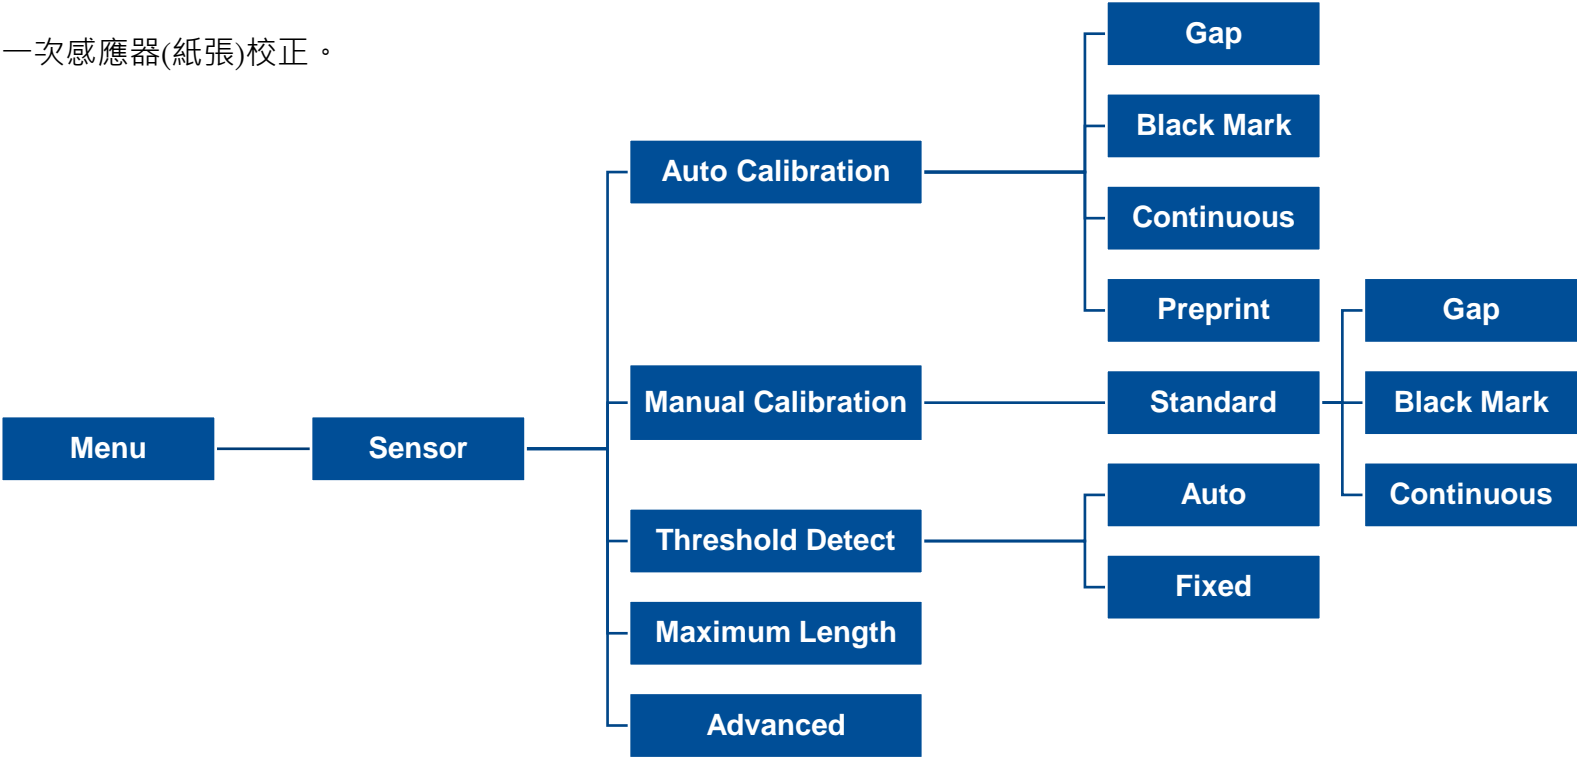 一次感應器(紙張)校正。
Gap
Black Mark
Auto Calibration
Continuous
Preprint
Gap
Manual Calibration
Standard
Black Mark
Menu
Sensor
Auto
Continuous
Threshold Detect
Fixed
Maximum Length
Advanced